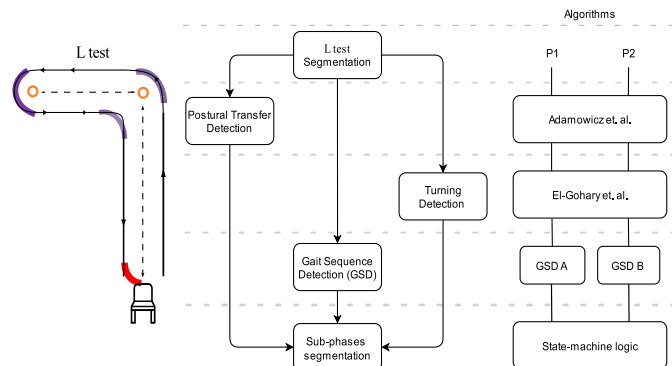 Algorithms
L test
L test
Segmentation
P1
P2
Postural Transfer
Detection
Adamowicz et. al.
Turning
Detection
El-Gohary et. al.
Gait Sequence
Detection (GSD)
GSD A
GSD B
Sub-phases
segmentation
State-machine logic